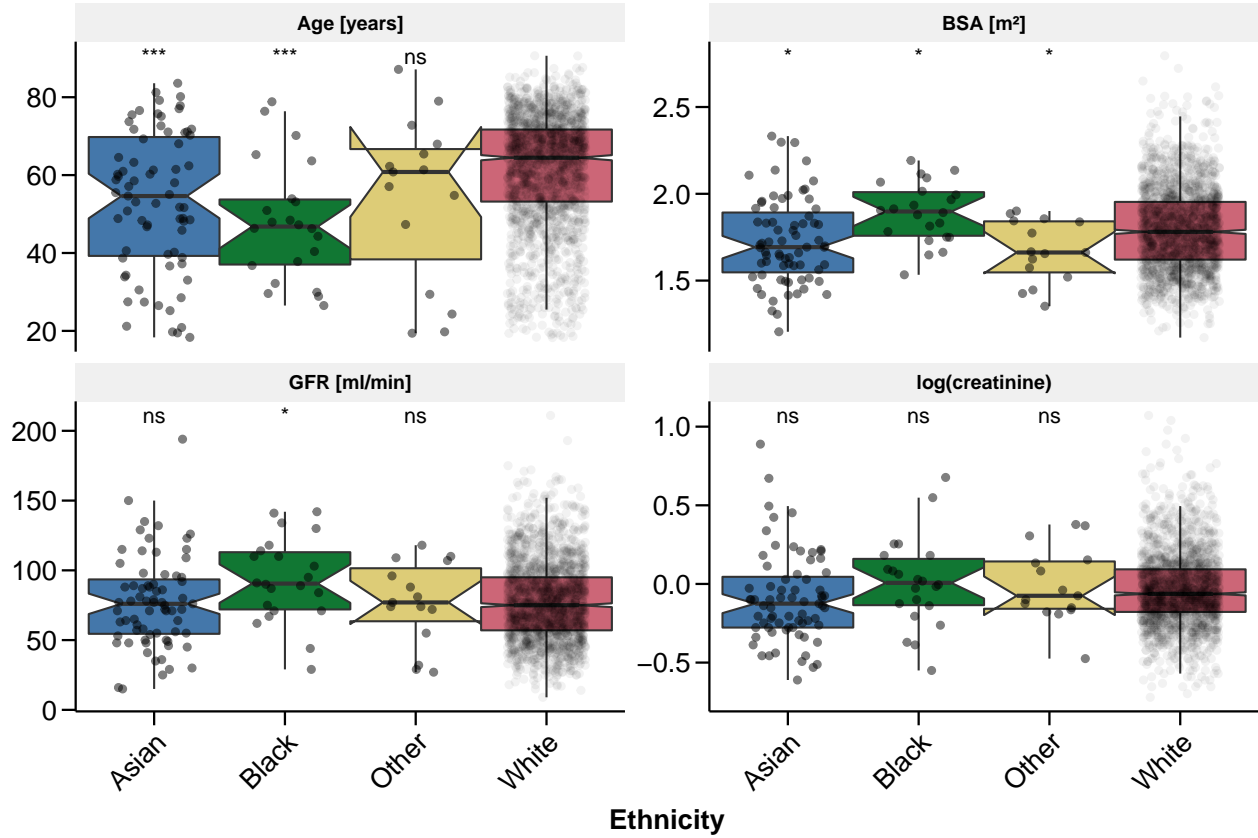 Age [years]
BSA [m²]
*** *** ns
* * *
80
60
40
20
2.5
2.0
1.5
GFR [ml/min]
log(creatinine)
ns * ns
ns ns ns
200
150
100
50
0
1.0
0.5
0.0
−0.5
Asian Black Other White
Asian Black Other White
Ethnicity